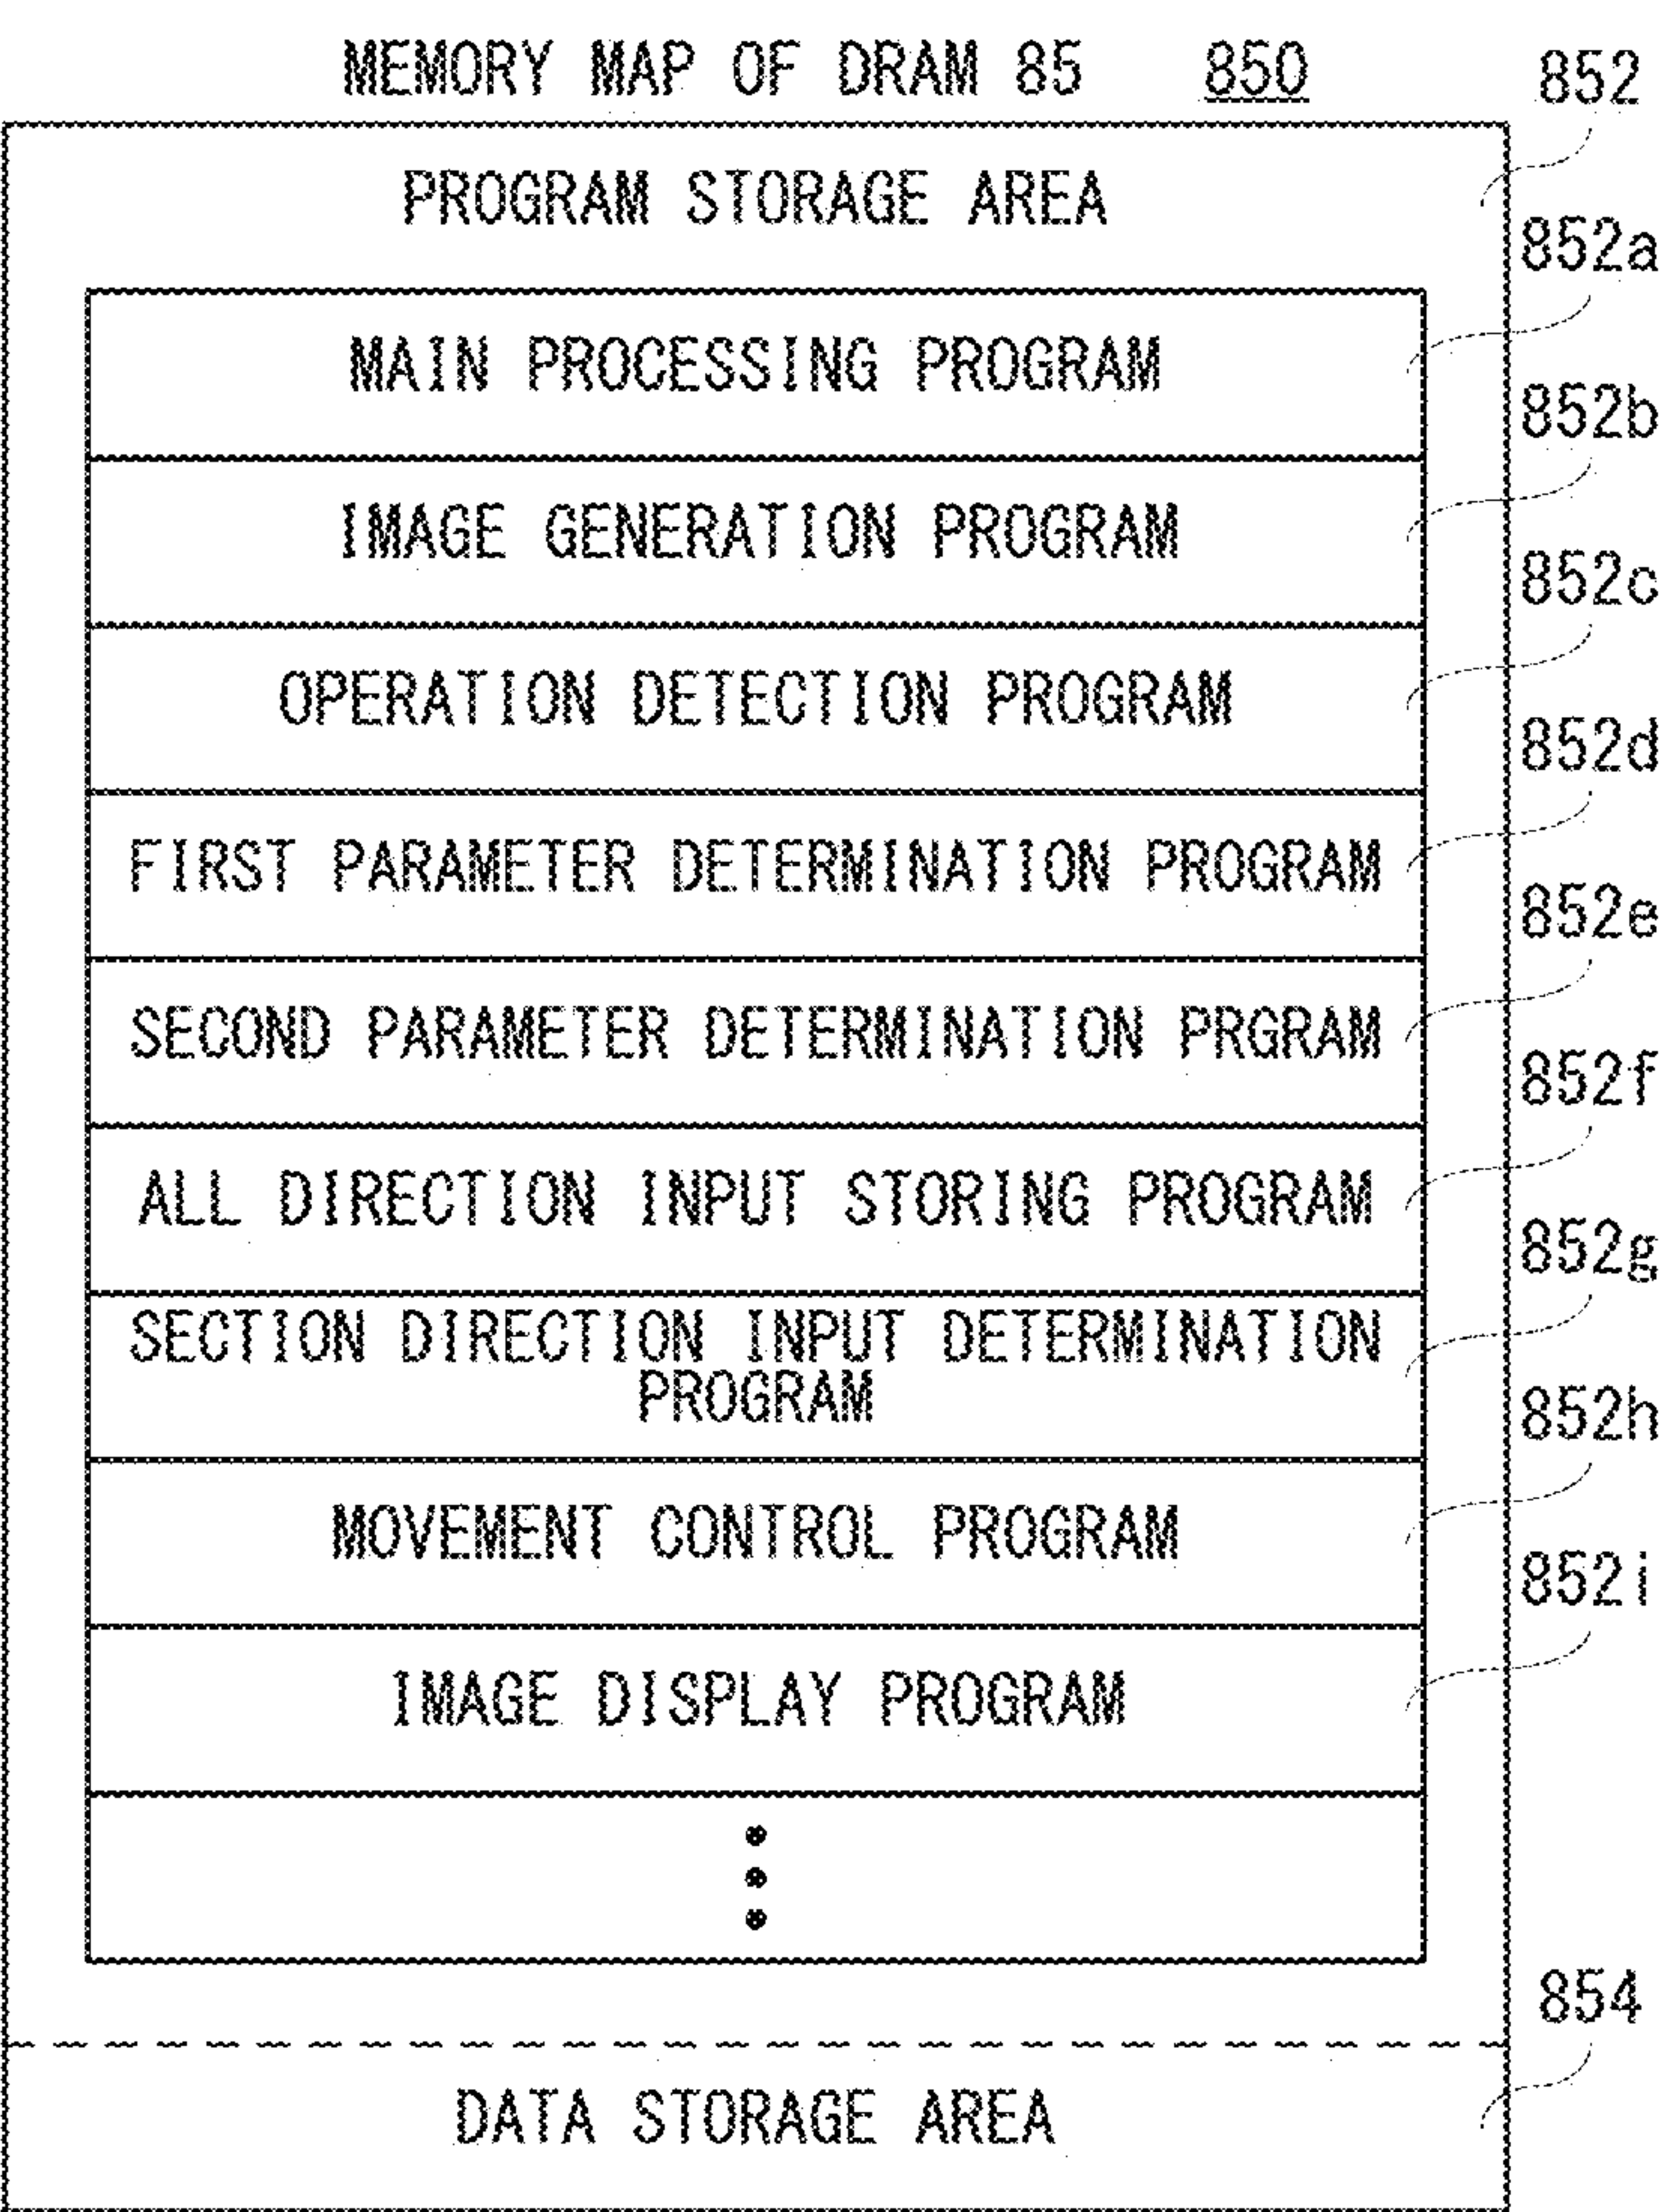 MEMORY MAP OF DRAM 85 850
852
PROGRAM STORAGE AREA
852a
MAIN PROCESSING PROGRAM
852b
IMAGE GENERATION PROGRAM
852c
OPERATION DETECTION PROGRAM
852d
FIRST PARAMETER DETERMINATION PROGRAM
852e
SECOND PARAMETER DETERMINATION PRGRAM
852f
ALL DIRECTION INPUT STORING PROGRAM
852g
SECTION DIRECTION INPUT DETERMINATION
PROGRAM
852h
MOVEMENT CONTROL PROGRAM
852i
IMAGE DISPLAY PROGRAM
854
DATA STORAGE AREA